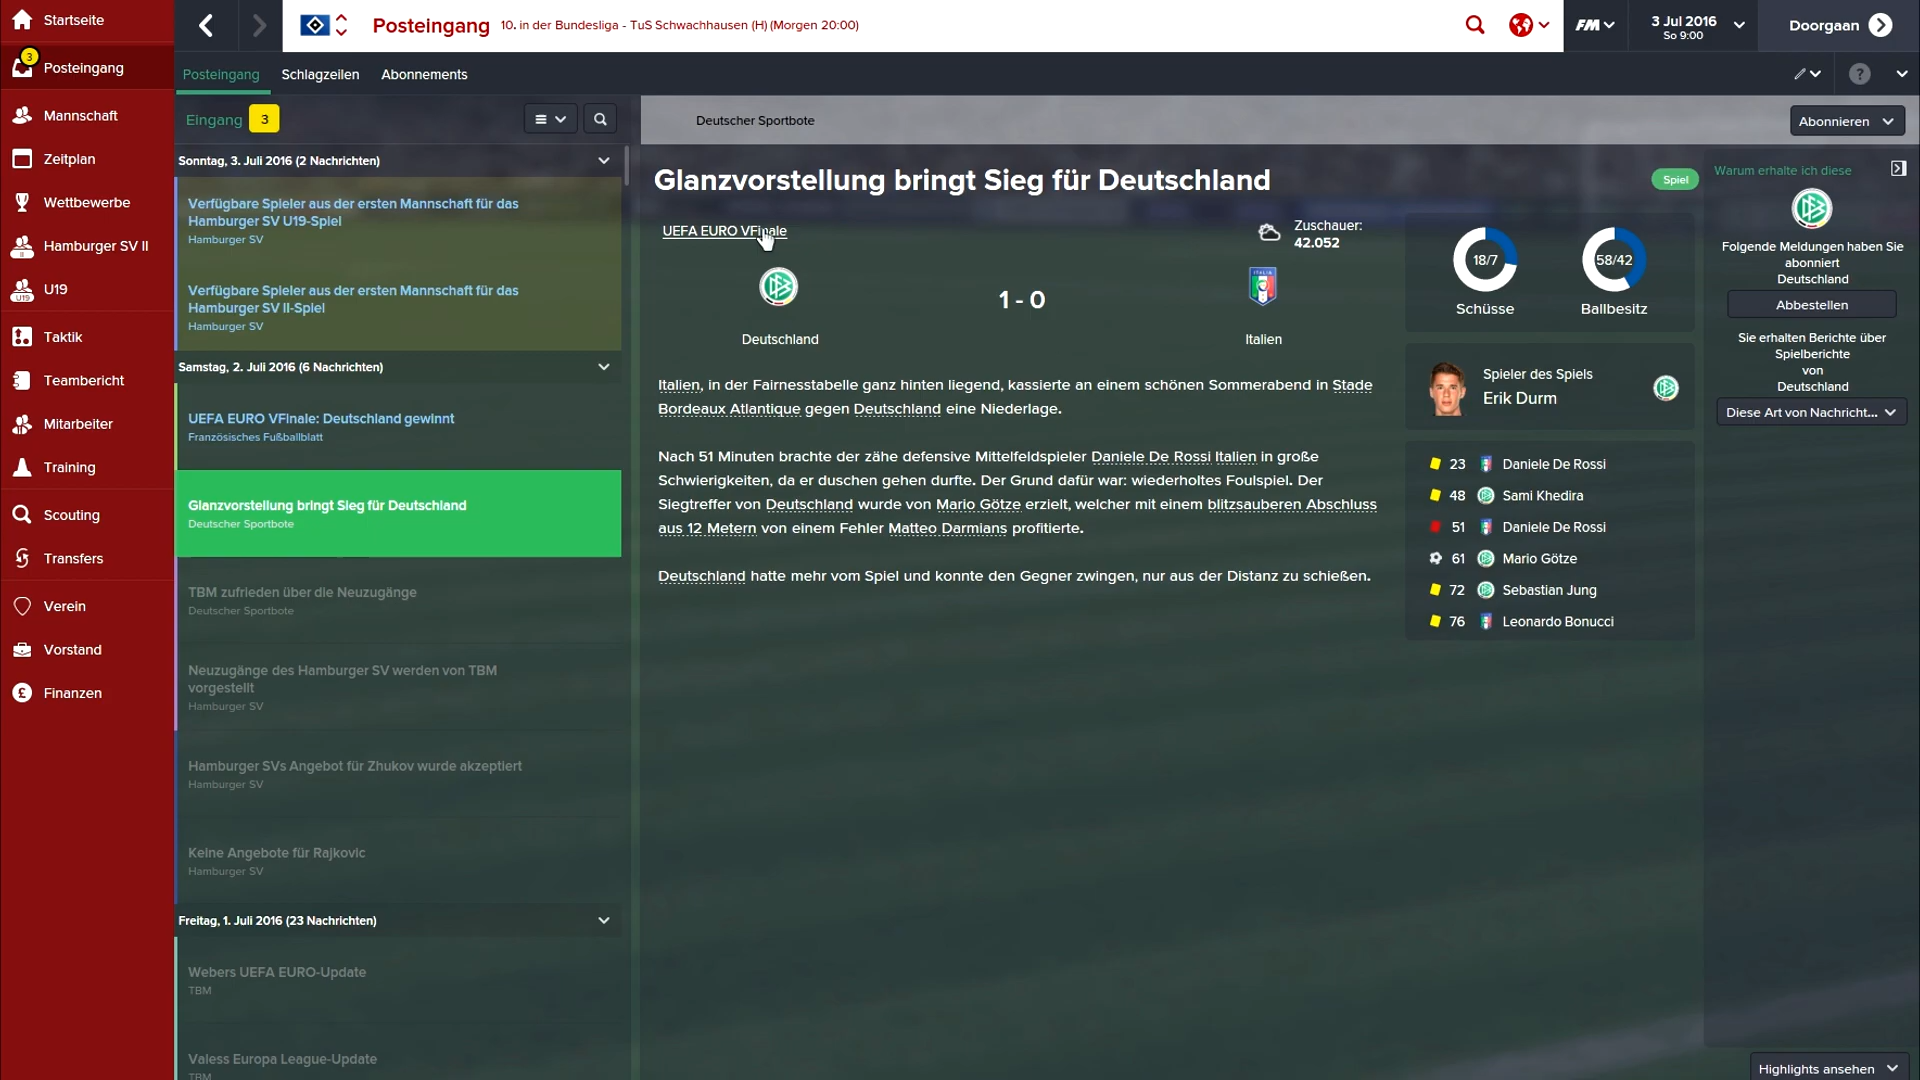 Startseite
3
Posteingang
Mannschaft
Zeitplan
Wettbewerbe
Hamburger SV II
U19
Taktik
Teambericht
Mitarbeiter
Training
Scouting
Transfers
Verein
Vorstand
Finanzen
Posteingang 10. in der Bundesliga - TuS Schwachhausen (H) (Morgen 20:00)
FM
3 Jul 2016
So 9:00
Doorgaan
Posteingang Schlagzeilen Abonnements
Eingang 3
Sonntag, 3. Juli 2016 (2 Nachrichten)
Verfügbare Spieler aus der ersten Mannschaft für das
Hamburger SV U19-Spiel
Hamburger SV
Verfügbare Spieler aus der ersten Mannschaft für das
Hamburger SV II-Spiel
Hamburger SV
Samstag, 2. Juli 2016 (6 Nachrichten)
UEFA EURO VFinale: Deutschland gewinnt
Französisches Fußballblatt
Glanzvorstellung bringt Sieg für Deutschland
Deutscher Sportbote
TBM zufrieden über die Neuzugänge
Deutscher Sportbote
Neuzugänge des Hamburger SV werden von TBM
vorgestellt
Hamburger SV
Hamburger SVs Angebot für Zhukov wurde akzeptiert
Hamburger SV
Keine Angebote für Rajkovic
Hamburger SV
Freitag, 1. Juli 2016 (23 Nachrichten)
Webers UEFA EURO-Update
TBM
Valess Europa League-Update
TBM
Deutscher Sportbote
Abonnieren
Glanzvorstellung bringt Sieg für Deutschland
Spiel
UEFA EURO VFinale
Zuschauer:
42.052
1 - 0
Deutschland
Italien
Italien, in der Fairnesstabelle ganz hinten liegend, kassierte an einem schönen Sommerabend in Stade
Bordeaux Atlantique gegen Deutschland eine Niederlage.
Nach 51 Minuten brachte der zähe defensive Mittelfeldspieler Daniele De Rossi Italien in große
Schwierigkeiten, da er duschen gehen durfte. Der Grund dafür war: wiederholtes Foulspiel. Der
Siegtreffer von Deutschland wurde von Mario Götze erzielt, welcher mit einem blitzsauberen Abschluss
aus 12 Metern von einem Fehler Matteo Darmians profitierte.
Deutschland hatte mehr vom Spiel und konnte den Gegner zwingen, nur aus der Distanz zu schießen.
18/7
58/42
Schüsse
Ballbesitz
Spieler des Spiels
Erik Durm
23 Daniele De Rossi
48 Sami Khedira
51 Daniele De Rossi
61 Mario Götze
72 Sebastian Jung
76 Leonardo Bonucci
Warum erhalte ich diese
Folgende Meldungen haben Sie
abonniert
Deutschland
Abbestellen
Sie erhalten Berichte über
Spielberichte
von
Deutschland
Diese Art von Nachricht...
Highlights ansehen